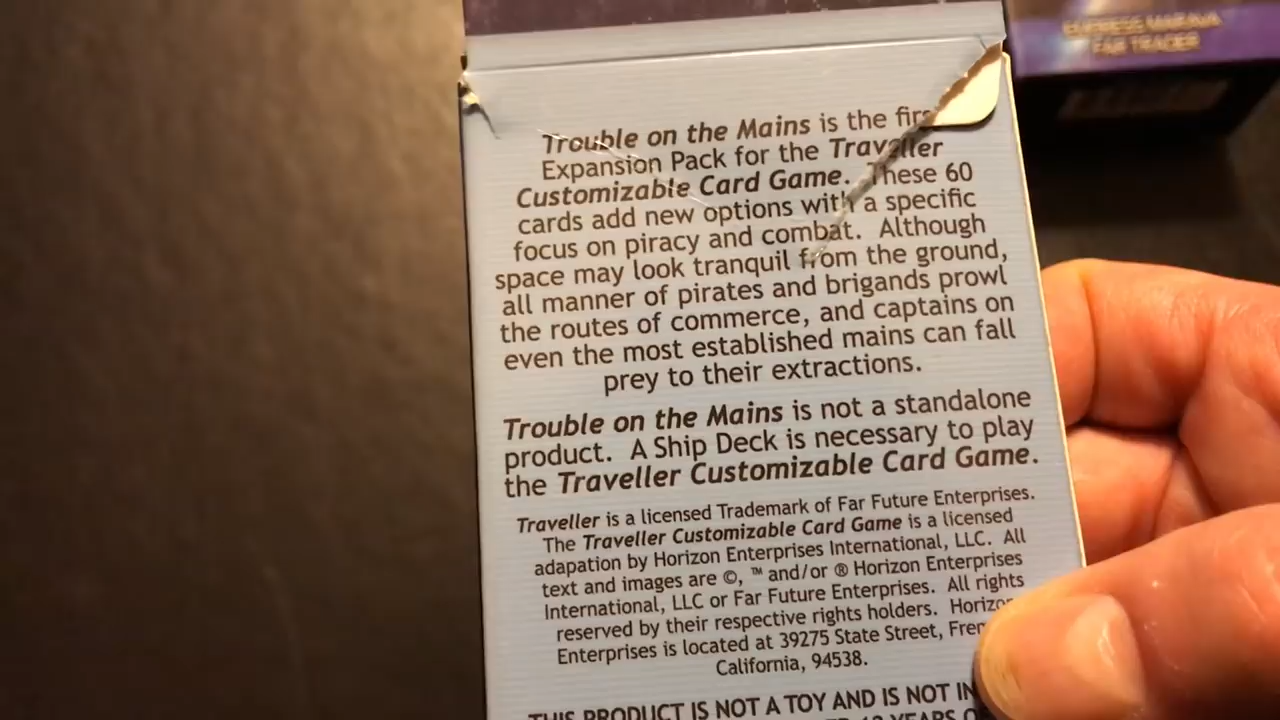 EMPRESS MARAVA
FAR TRADER
Trouble on the Mains is the
Expansion Pack for the Traveller
Customizable Card Game. These 60
cards add new options with a specific
focus on piracy and combat. Although
space may look tranquil from the ground,
all manner of pirates and brigands prowl
the routes of commerce, and captains on
even the most established mains can fall
prey to their extractions.
Trouble on the Mains is not a standalone
product. A Ship Deck is necessary to play
the Traveller Customizable Card Game.
Traveller is a licensed Trademark of Far Future Enterprises.
The Traveller Customizable Card Game is a licensed
adapation by Horizon Enterprises International, LLC. All
text and images are ©, ™ and/or ® Horizon Enterprises
International, LLC or Far Future Enterprises. All rights
reserved by their respective rights holders. Horizon
Enterprises is located at 39275 State Street,
California, 94538.
THIS PRODUCT IS NOT A TOY AND IS NOT
YEARS